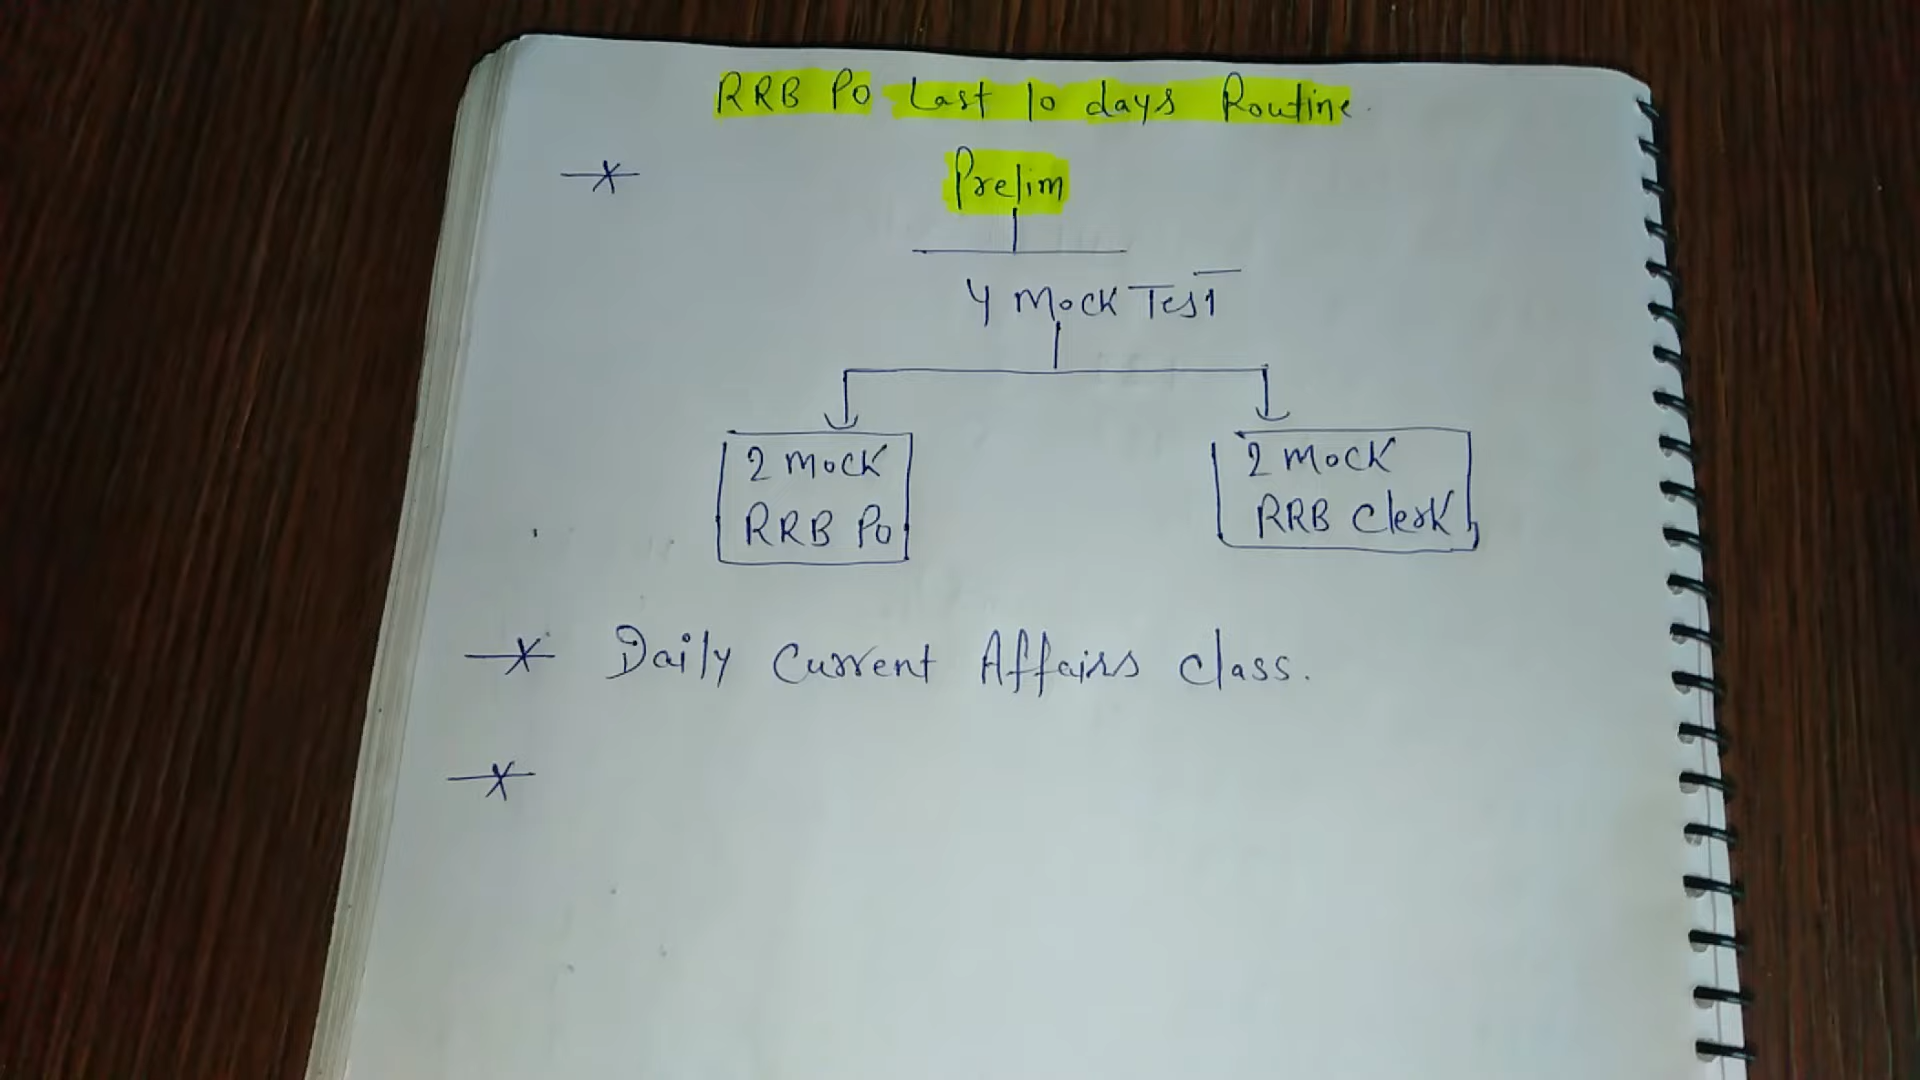 RRB PO Last 10 days Routine.
Prelim
4 Mock Test
2 Mock
RRB PO
2 Mock
RRB Clerk
Daily Current Affairs class.